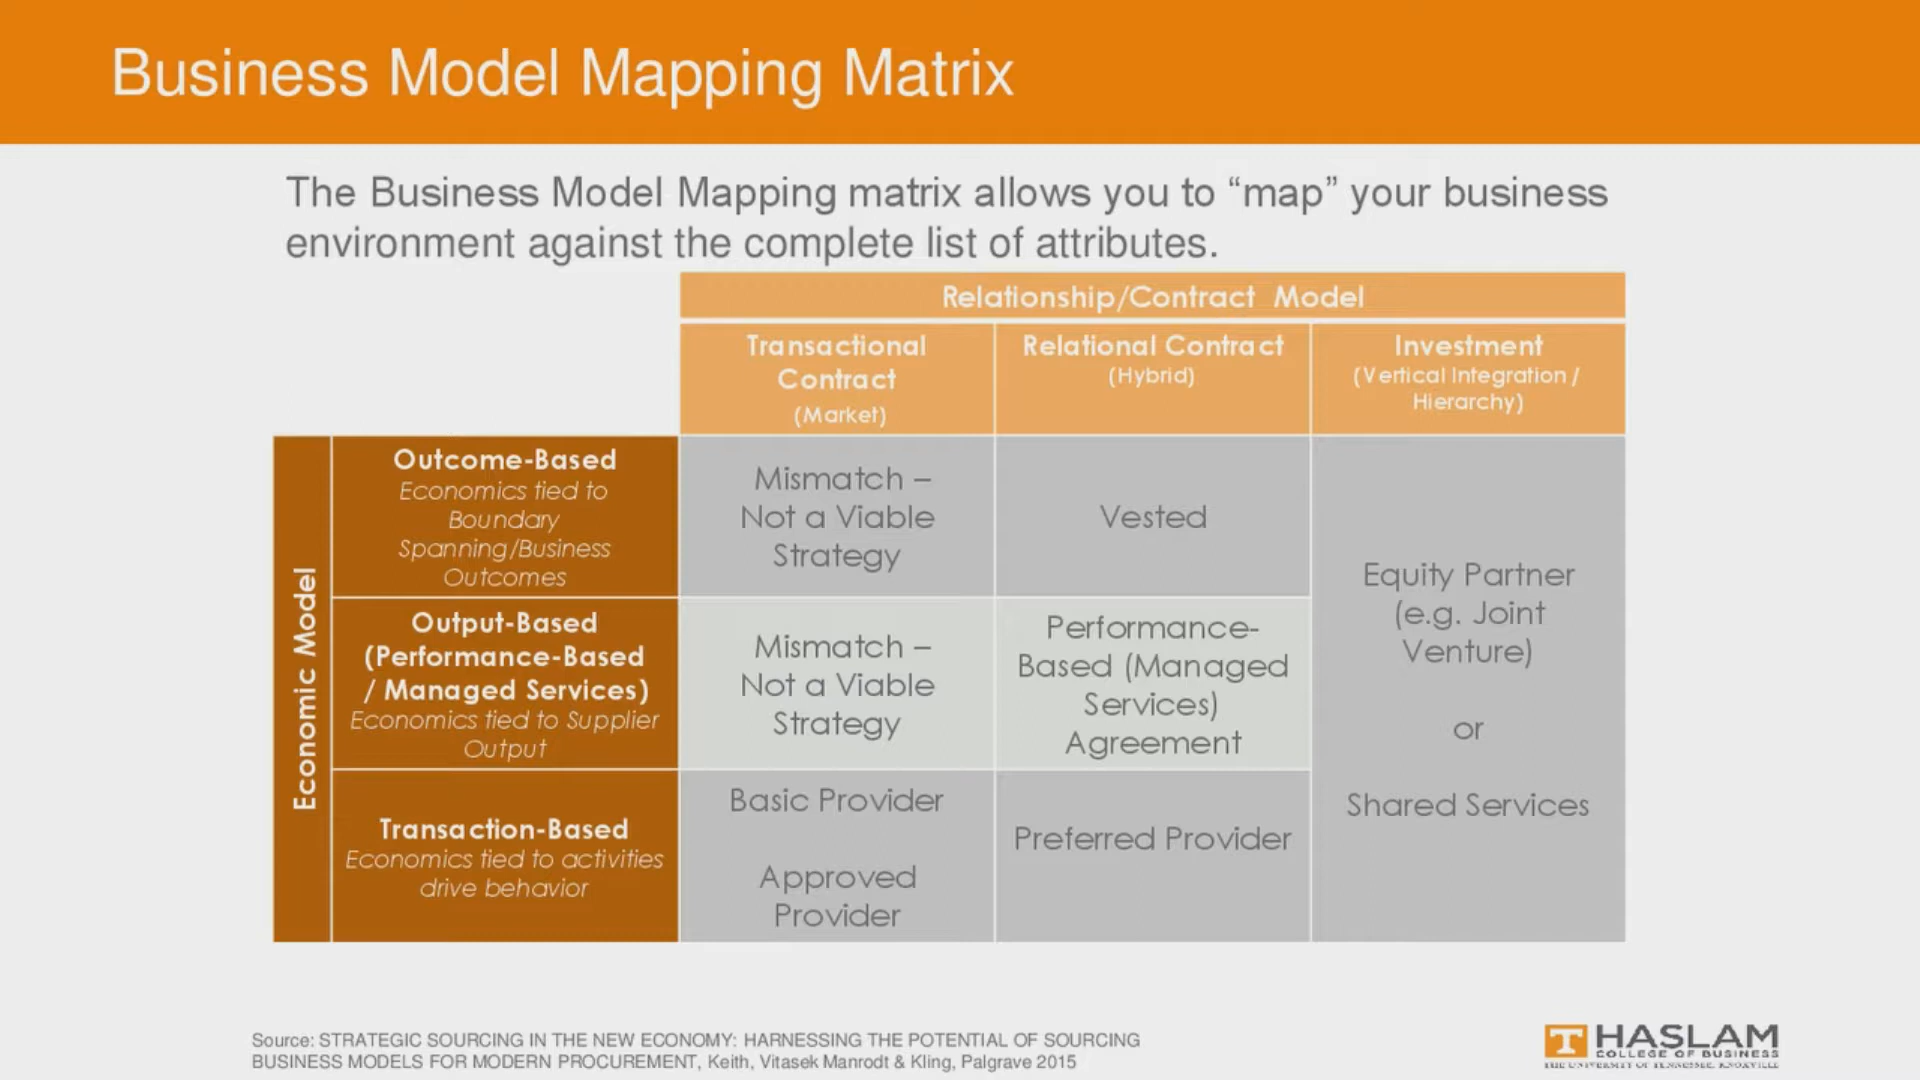 Business Model Mapping Matrix
The Business Model Mapping matrix allows you to “map” your business
environment against the complete list of attributes.
Relationship/Contract Model
Transactional
Contract
(Market)
Relational Contract
(Hybrid)
Investment
(Vertical Integration /
Hierarchy)
Economic Model
Outcome-Based
Economics tied to
Boundary
Spanning/Business
Outcomes
Mismatch –
Not a Viable
Strategy
Vested
Equity Partner
(e.g. Joint
Venture)
or
Shared Services
Output-Based
(Performance-Based
/ Managed Services)
Economics tied to Supplier
Output
Mismatch –
Not a Viable
Strategy
Performance-
Based (Managed
Services)
Agreement
Transaction-Based
Economics tied to activities
drive behavior
Basic Provider
Approved
Provider
Preferred Provider
Source: STRATEGIC SOURCING IN THE NEW ECONOMY: HARNESSING THE POTENTIAL OF SOURCING
BUSINESS MODELS FOR MODERN PROCUREMENT, Keith, Vitasek Manrodt & Kling, Palgrave 2015
T HASLAM
COLLEGE OF BUSINESS
THE UNIVERSITY OF TENNESSEE, KNOXVILLE